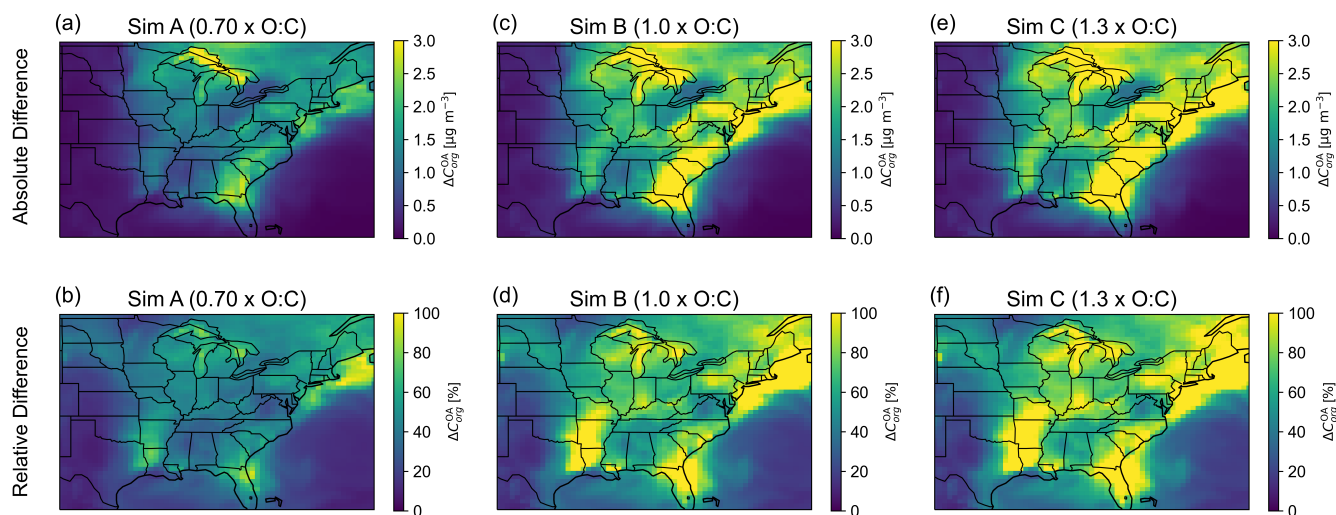 (a) Sim A (0.70 x O:C)
(c) Sim B (1.0 x O:C)
(e) Sim C (1.3 x O:C)
Absolute Difference
3.0
2.5
2.0
1.5
1.0
0.5
0.0
ΔC_org^OA [μg m⁻³]
3.0
2.5
2.0
1.5
1.0
0.5
0.0
ΔC_org^OA [μg m⁻³]
3.0
2.5
2.0
1.5
1.0
0.5
0.0
ΔC_org^OA [μg m⁻³]
(b) Sim A (0.70 x O:C)
(d) Sim B (1.0 x O:C)
(f) Sim C (1.3 x O:C)
Relative Difference
100
80
60
40
20
0
ΔC_org^OA [%]
100
80
60
40
20
0
ΔC_org^OA [%]
100
80
60
40
20
0
ΔC_org^OA [%]